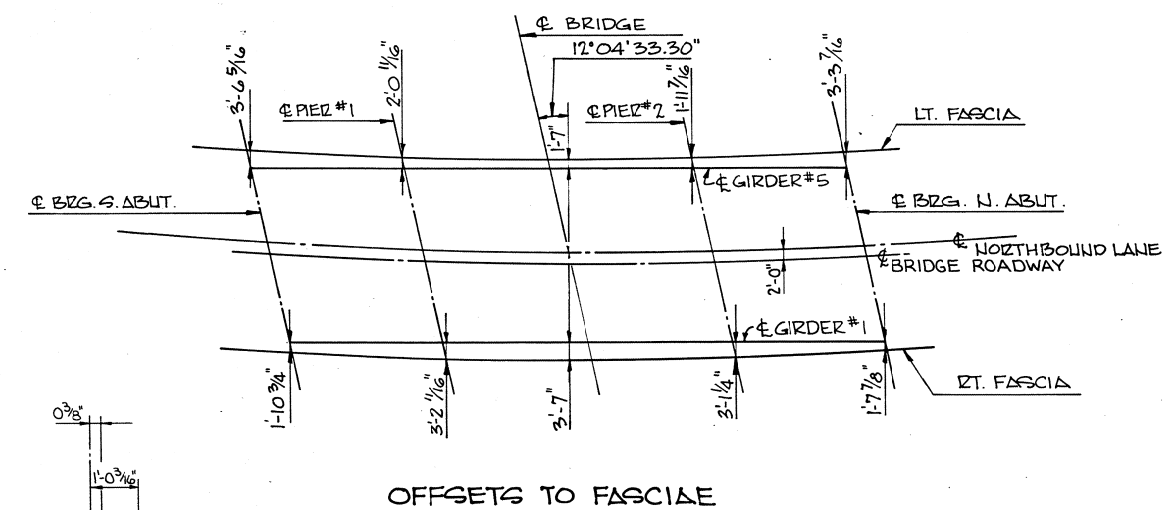 ℄ BRIDGE
12°04'33.30"
3'-6 5/16"
2'-0 11/16"
1'-11 7/16"
3'-3 7/16"
℄ PIER #1
℄ PIER #2
1'-7"
LT. FASCIA
℄ GIRDER #5
℄ BRG. S. ABUT.
℄ BRG. N. ABUT.
℄ NORTHBOUND LANE
℄ BRIDGE ROADWAY
2'-0"
℄ GIRDER #1
RT. FASCIA
1'-10 3/4"
3'-2 11/16"
3'-7"
3'-1 1/4"
1'-7 7/8"
0 3/8"
1'-0 3/16"
OFFSETS TO FASCIAE